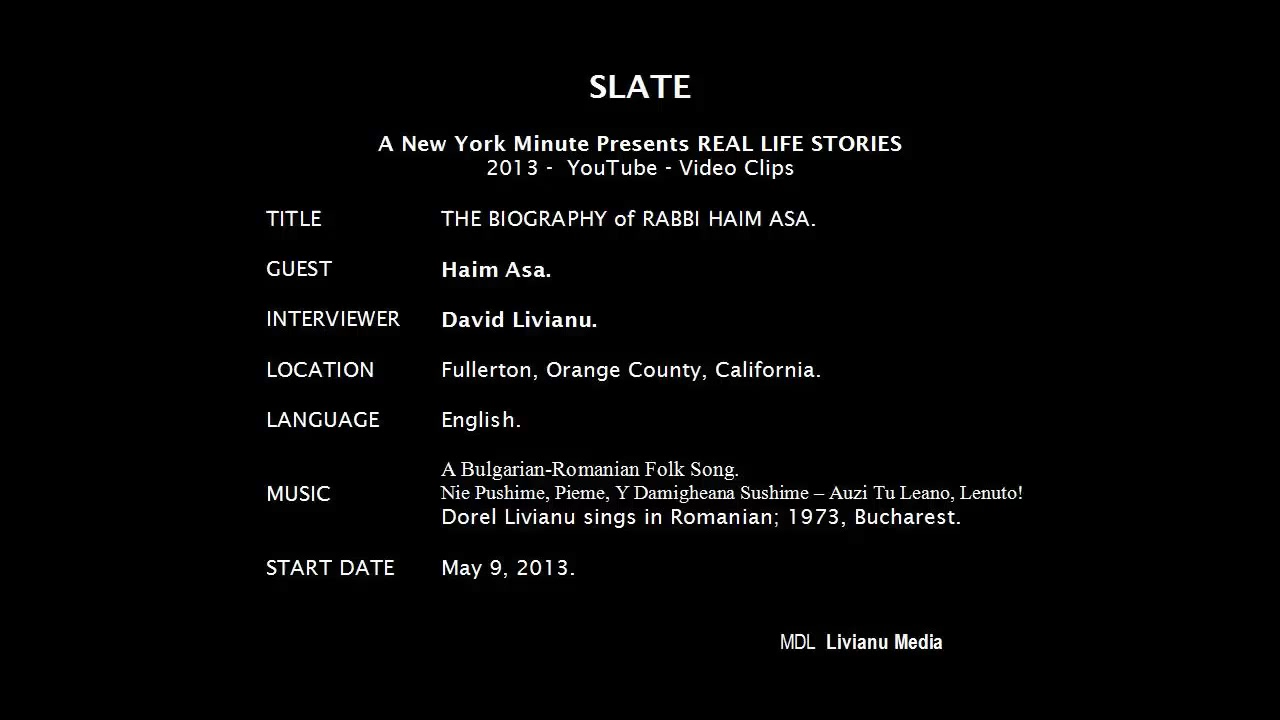 SLATE
A New York Minute Presents REAL LIFE STORIES
2013 - YouTube - Video Clips
TITLE THE BIOGRAPHY of RABBI HAIM ASA.
GUEST Haim Asa.
INTERVIEWER David Livianu.
LOCATION Fullerton, Orange County, California.
LANGUAGE English.
A Bulgarian-Romanian Folk Song.
MUSIC Nie Pushime, Pieme, Y Damigheana Sushime – Auzi Tu Leano, Lenuto!
Dorel Livianu sings in Romanian; 1973, Bucharest.
START DATE May 9, 2013.
MDL Livianu Media